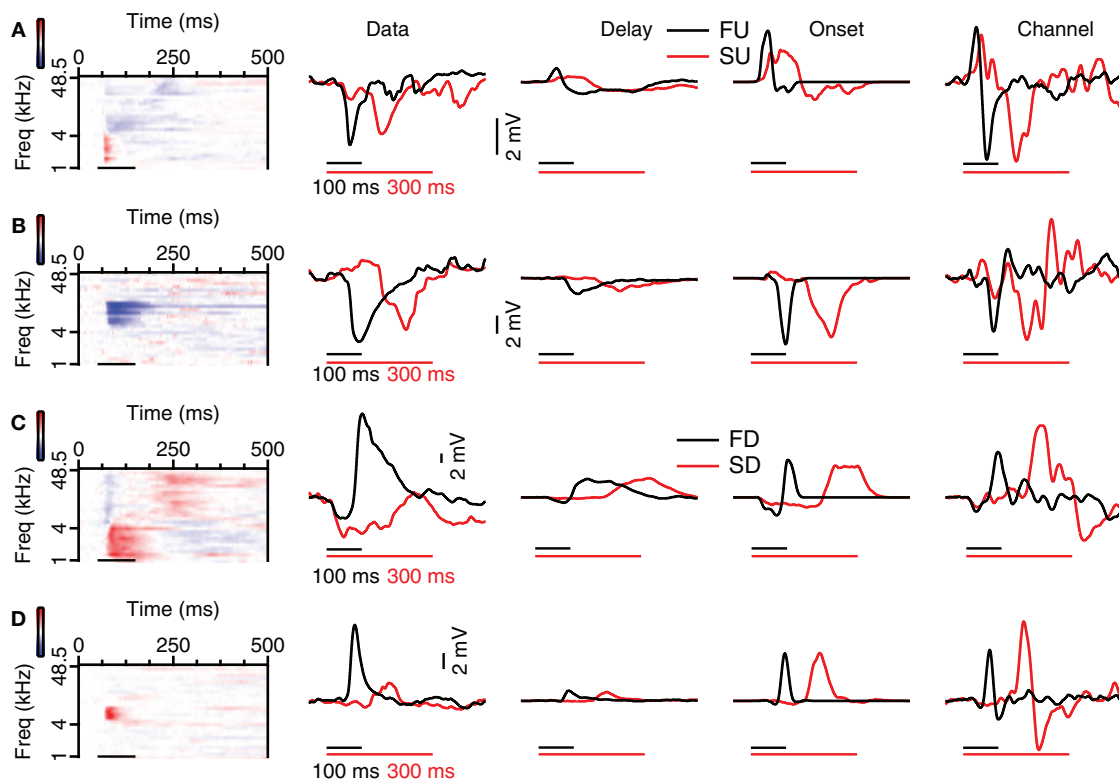 A
Time (ms)
0 250 500
Freq (kHz)
48.5
4
1
Data
Delay
FU
SU
Onset
Channel
2 mV
100 ms 300 ms
B
Time (ms)
0 250 500
Freq (kHz)
48.5
4
1
2 mV
100 ms 300 ms
C
Time (ms)
0 250 500
Freq (kHz)
48.5
4
1
2 mV
FD
SD
100 ms 300 ms
D
Time (ms)
0 250 500
Freq (kHz)
48.5
4
1
2 mV
100 ms 300 ms